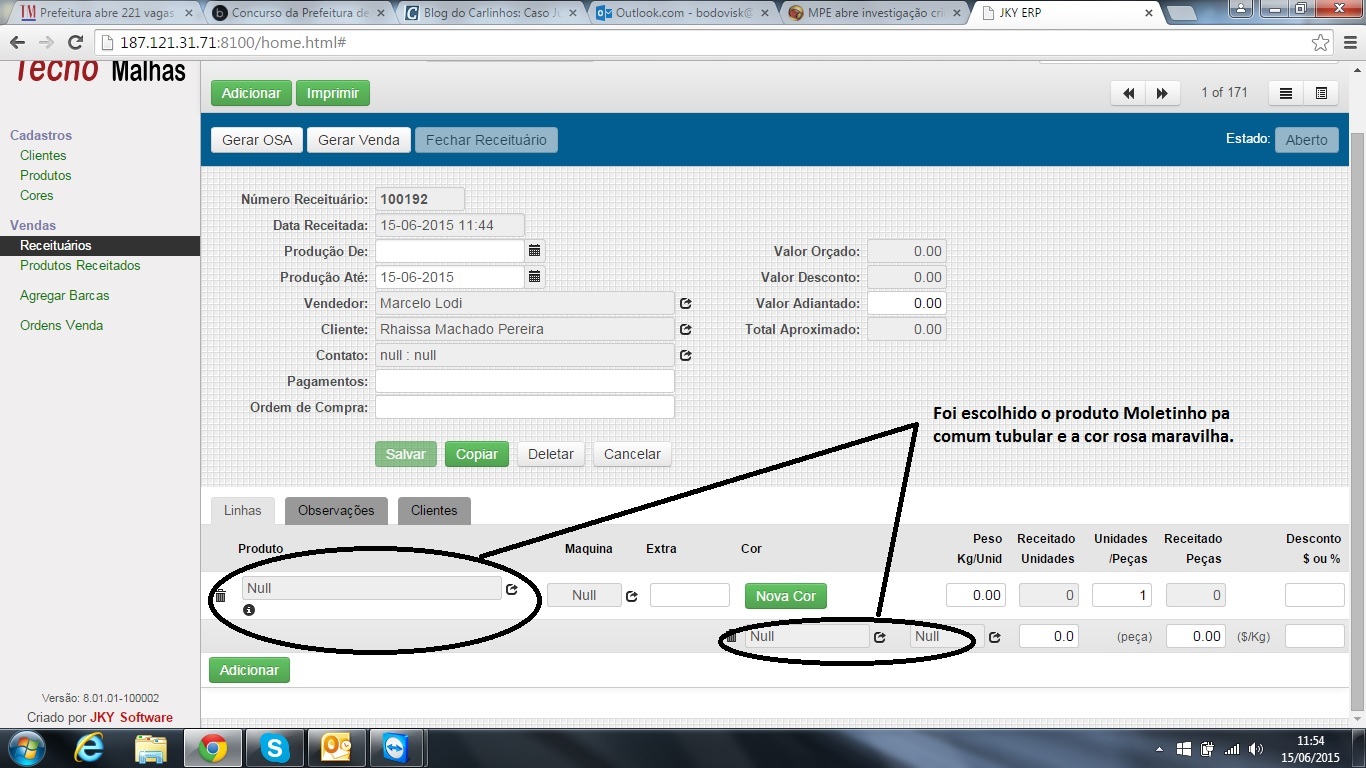 Prefeitura abre 221 vagas
Concurso da Prefeitura de
Blog do Carlinhos: Caso Ju
Outlook.com - bodovisk@
MPE abre investigação cri
JKY ERP
187.121.31.71:8100/home.html#
Tecno Malhas
Adicionar Imprimir
1 of 171
Gerar OSA Gerar Venda Fechar Receituário
Estado: Aberto
Cadastros
Clientes
Produtos
Cores
Vendas
Receituários
Produtos Receitados
Agregar Barcas
Ordens Venda
Número Receituário: 100192
Data Receitada: 15-06-2015 11:44
Produção De:
Produção Até: 15-06-2015
Vendedor: Marcelo Lodi
Cliente: Rhaissa Machado Pereira
Contato: null : null
Pagamentos:
Ordem de Compra:
Valor Orçado: 0.00
Valor Desconto: 0.00
Valor Adiantado: 0.00
Total Aproximado: 0.00
Foi escolhido o produto Moletinho pa
comum tubular e a cor rosa maravilha.
Salvar Copiar Deletar Cancelar
Linhas Observações Clientes
Produto Maquina Extra Cor Peso Receitado Unidades Receitado Desconto
Kg/Unid Unidades /Peças Peças $ ou %
Null Null Nova Cor 0.00 0 1 0
Null Null 0.0 (peça) 0.00 ($/Kg)
Adicionar
Versão: 8.01.01-100002
Criado por JKY Software
11:54
15/06/2015